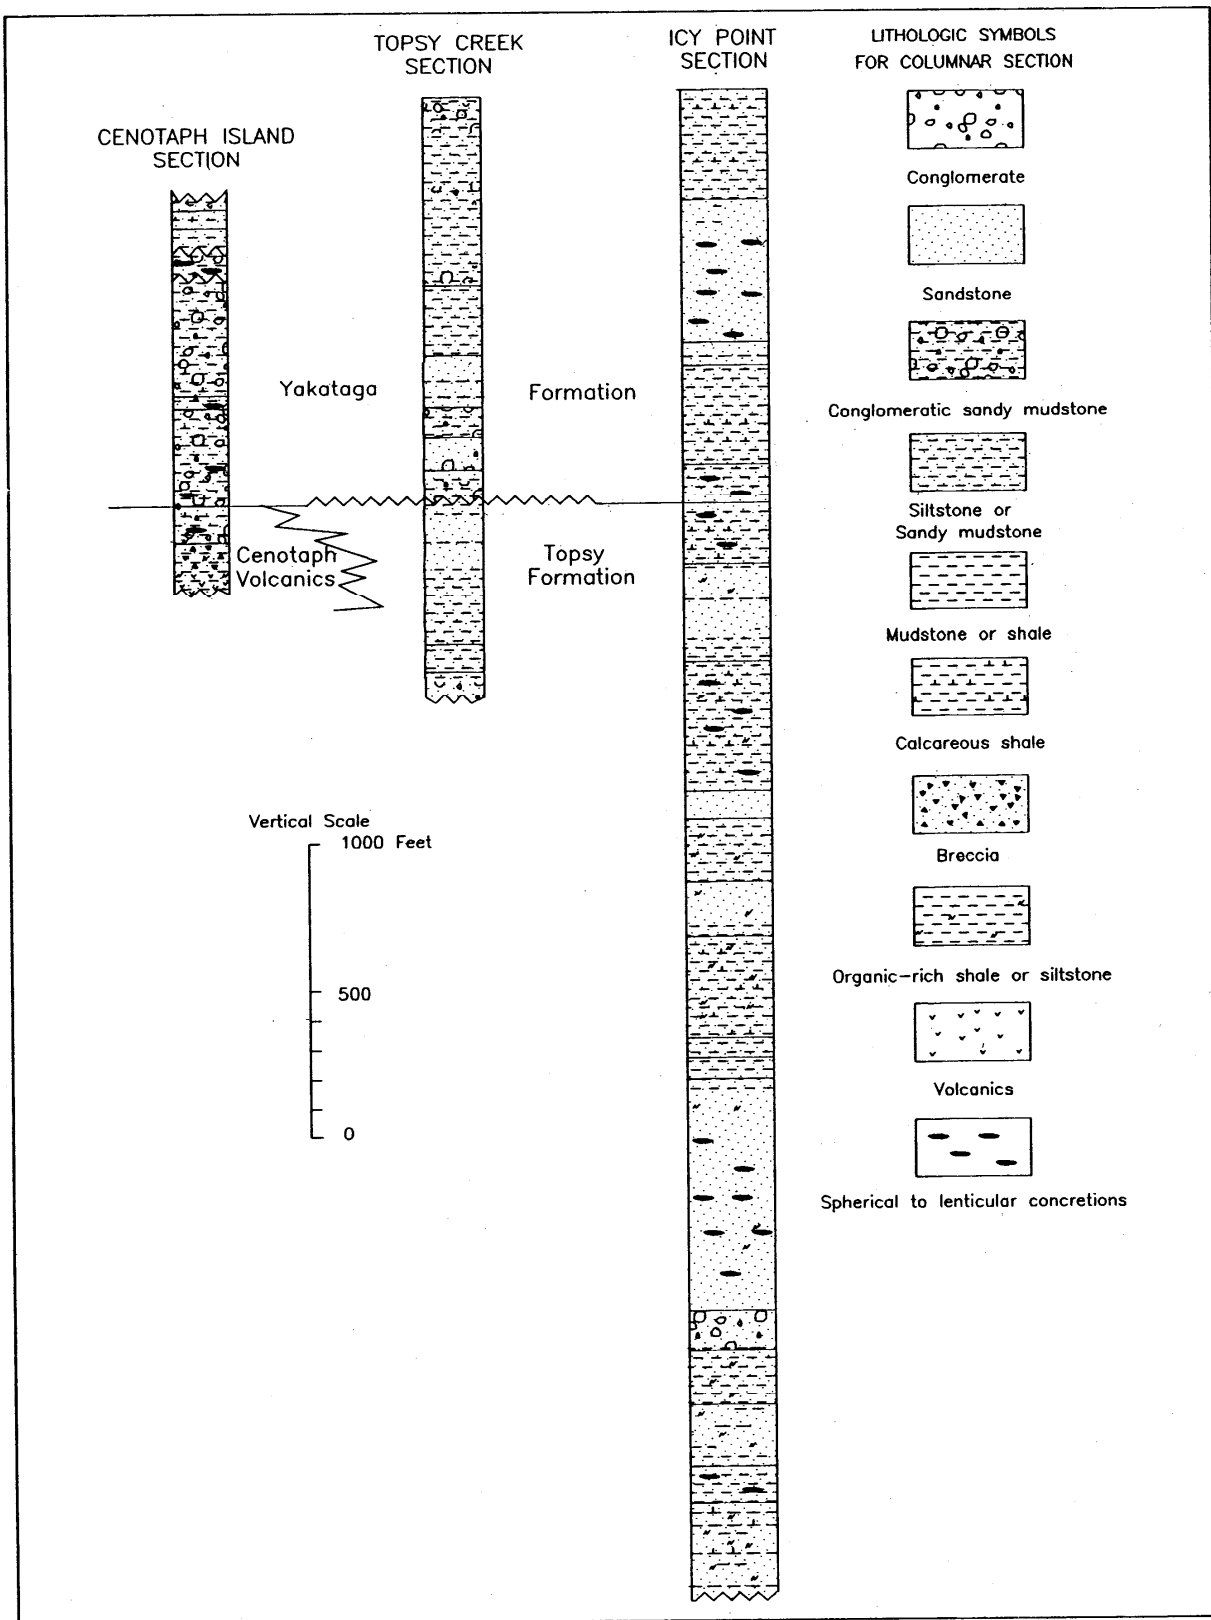 TOPSY CREEK
SECTION
ICY POINT
SECTION
LITHOLOGIC SYMBOLS
FOR COLUMNAR SECTION
CENOTAPH ISLAND
SECTION
Conglomerate
Sandstone
Yakataga
Formation
Conglomeratic sandy mudstone
Siltstone or
Sandy mudstone
Cenotaph
Volcanics
Topsy
Formation
Mudstone or shale
Calcareous shale
Vertical Scale
1000 Feet
500
0
Breccia
Organic-rich shale or siltstone
Volcanics
Spherical to lenticular concretions